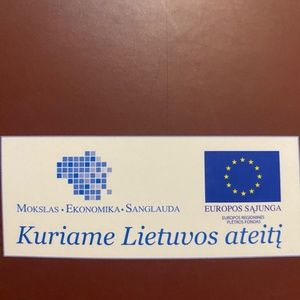 MOKSLAS • EKONOMIKA • SANGLAUDA
EUROPOS SĄJUNGA
EUROPOS REGIONINĖS
PLĖTROS FONDAS
Kuriame Lietuvos ateitį